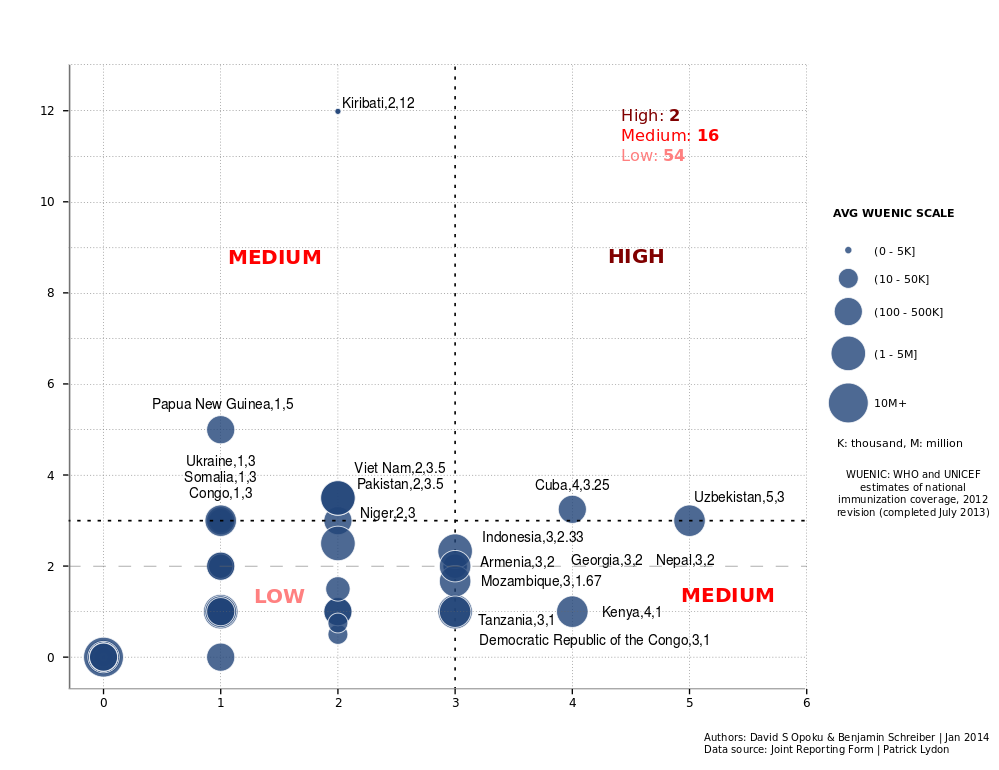 12
10
8
6
4
2
0
0
1
2
3
4
5
6
Kiribati,2,12
High: 2
Medium: 16
Low: 54
MEDIUM
HIGH
Papua New Guinea,1,5
Ukraine,1,3
Somalia,1,3
Congo,1,3
Viet Nam,2,3.5
Pakistan,2,3.5
Niger,2,3
Cuba,4,3.25
Uzbekistan,5,3
Indonesia,3,2.33
Armenia,3,2
Georgia,3,2
Nepal,3,2
Mozambique,3,1.67
LOW
MEDIUM
Tanzania,3,1
Kenya,4,1
Democratic Republic of the Congo,3,1
AVG WUENIC SCALE
(0 - 5K]
(10 - 50K]
(100 - 500K]
(1 - 5M]
10M+
K: thousand, M: million
WUENIC: WHO and UNICEF
estimates of national
immunization coverage, 2012
revision (completed July 2013)
Authors: David S Opoku & Benjamin Schreiber | Jan 2014
Data source: Joint Reporting Form | Patrick Lydon